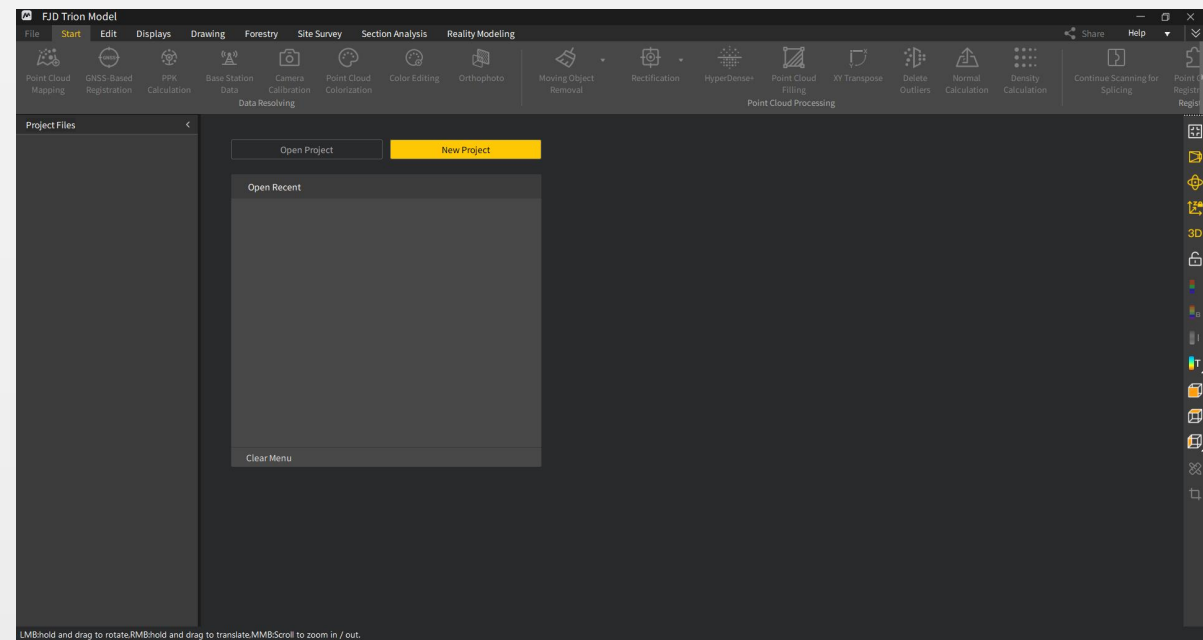 FJD Trion Model
File Start Edit Displays Drawing Forestry Site Survey Section Analysis Reality Modeling Share Help
Point Cloud Mapping
GNSS-Based Registration
PPK Calculation
Base Station Data
Camera Calibration
Point Cloud Colorization
Color Editing
Orthophoto
Moving Object Removal
Rectification
HyperDense+
Point Cloud Filling
XY Transpose
Delete Outliers
Normal Calculation
Density Calculation
Continue Scanning for Splicing
Point
Data Resolving
Point Cloud Processing
Project Files
Open Project
New Project
Open Recent
Clear Menu
3D
T
LMB:hold and drag to rotate,RMB:hold and drag to translate,MMB:Scroll to zoom in / out.